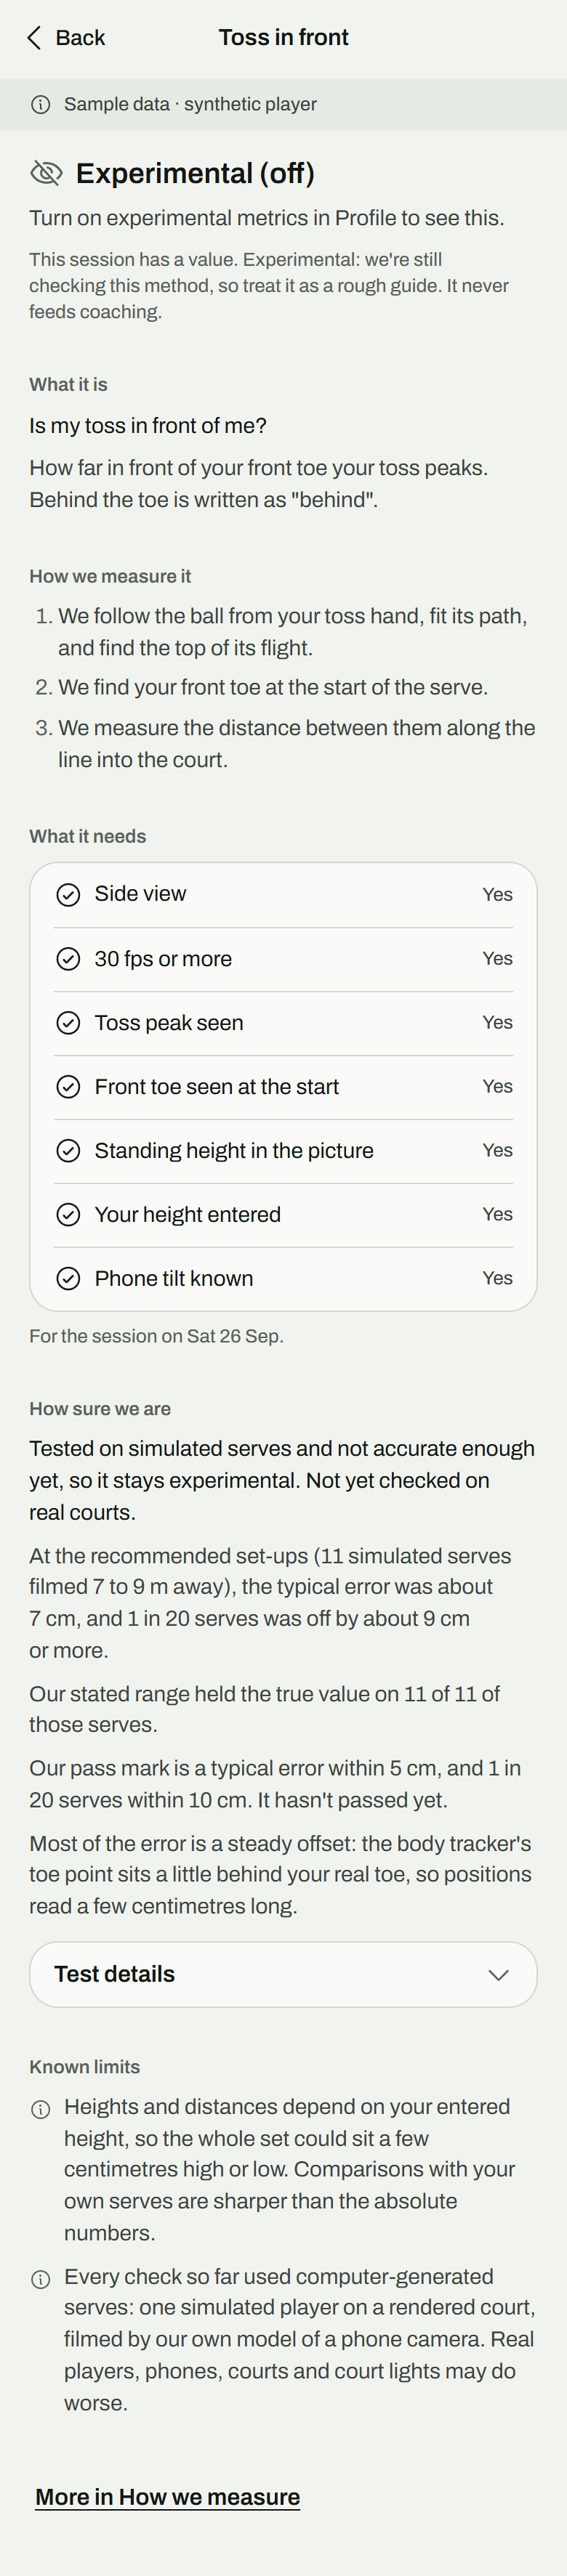 Back
Toss in front
Sample data · synthetic player
Experimental (off)
Turn on experimental metrics in Profile to see this.
This session has a value. Experimental: we're still
checking this method, so treat it as a rough guide. It never
feeds coaching.
What it is
Is my toss in front of me?
How far in front of your front toe your toss peaks.
Behind the toe is written as "behind".
How we measure it
1. We follow the ball from your toss hand, fit its path,
and find the top of its flight.
2. We find your front toe at the start of the serve.
3. We measure the distance between them along the
line into the court.
What it needs
Side view Yes
30 fps or more Yes
Toss peak seen Yes
Front toe seen at the start Yes
Standing height in the picture Yes
Your height entered Yes
Phone tilt known Yes
For the session on Sat 26 Sep.
How sure we are
Tested on simulated serves and not accurate enough
yet, so it stays experimental. Not yet checked on
real courts.
At the recommended set-ups (11 simulated serves
filmed 7 to 9 m away), the typical error was about
7 cm, and 1 in 20 serves was off by about 9 cm
or more.
Our stated range held the true value on 11 of 11 of
those serves.
Our pass mark is a typical error within 5 cm, and 1 in
20 serves within 10 cm. It hasn't passed yet.
Most of the error is a steady offset: the body tracker's
toe point sits a little behind your real toe, so positions
read a few centimetres long.
Test details
Known limits
Heights and distances depend on your entered
height, so the whole set could sit a few
centimetres high or low. Comparisons with your
own serves are sharper than the absolute
numbers.
Every check so far used computer-generated
serves: one simulated player on a rendered court,
filmed by our own model of a phone camera. Real
players, phones, courts and court lights may do
worse.
More in How we measure